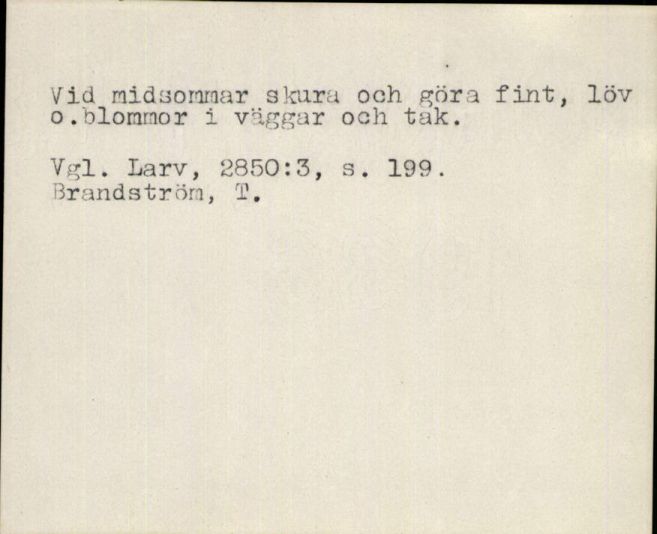 Vid midsommar skura och göra fint, löv
o.blommor i väggar och tak.
Vgl. Larv, 2850:3, s. 199.
Brandström, T.